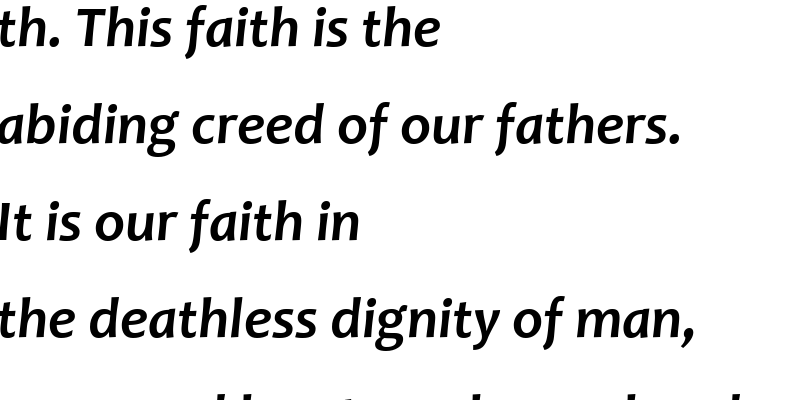 th. This faith is the
abiding creed of our fathers.
It is our faith in
the deathless dignity of man,